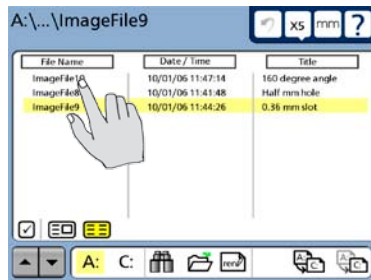 A:\...\ImageFile9
x5 mm ?
File Name Date / Time Title
ImageFile10 10/01/06 11:47:14 160 degree angle
ImageFile8 10/01/06 11:41:48 Half mm hole
ImageFile9 10/01/06 11:44:26 0.36 mm slot
A: C: ren/ A: C: A: C: